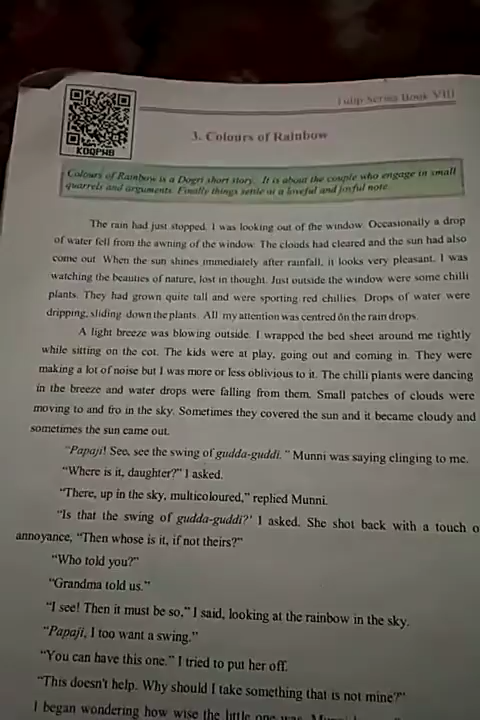 Tulip Series Book VIII
KDQPWB
3. Colours of Rainbow
Colours of Rainbow is a Dogri short story. It is about the couple who engage in small
quarrels and arguments. Finally things settle at a loveful and joyful note.
The rain had just stopped. I was looking out of the window. Occasionally a drop
of water fell from the awning of the window. The clouds had cleared and the sun had also
come out. When the sun shines immediately after rainfall, it looks very pleasant. I was
watching the beauties of nature, lost in thought. Just outside the window were some chilli
plants. They had grown quite tall and were sporting red chillies. Drops of water were
dripping, sliding down the plants. All my attention was centred on the rain drops.
A light breeze was blowing outside. I wrapped the bed sheet around me tightly
while sitting on the cot. The kids were at play, going out and coming in. They were
making a lot of noise but I was more or less oblivious to it. The chilli plants were dancing
in the breeze and water drops were falling from them. Small patches of clouds were
moving to and fro in the sky. Sometimes they covered the sun and it became cloudy and
sometimes the sun came out.
"Papaji! See, see the swing of gudda-guddi." Munni was saying clinging to me.
"Where is it, daughter?" I asked.
"There, up in the sky, multicoloured," replied Munni.
"Is that the swing of gudda-guddi?' I asked. She shot back with a touch o
annoyance, "Then whose is it, if not theirs?"
"Who told you?"
"Grandma told us."
"I see! Then it must be so," I said, looking at the rainbow in the sky.
"Papaji, I too want a swing."
"You can have this one." I tried to put her off.
"This doesn't help. Why should I take something that is not mine?"
I began wondering how wise the little one was. Munni